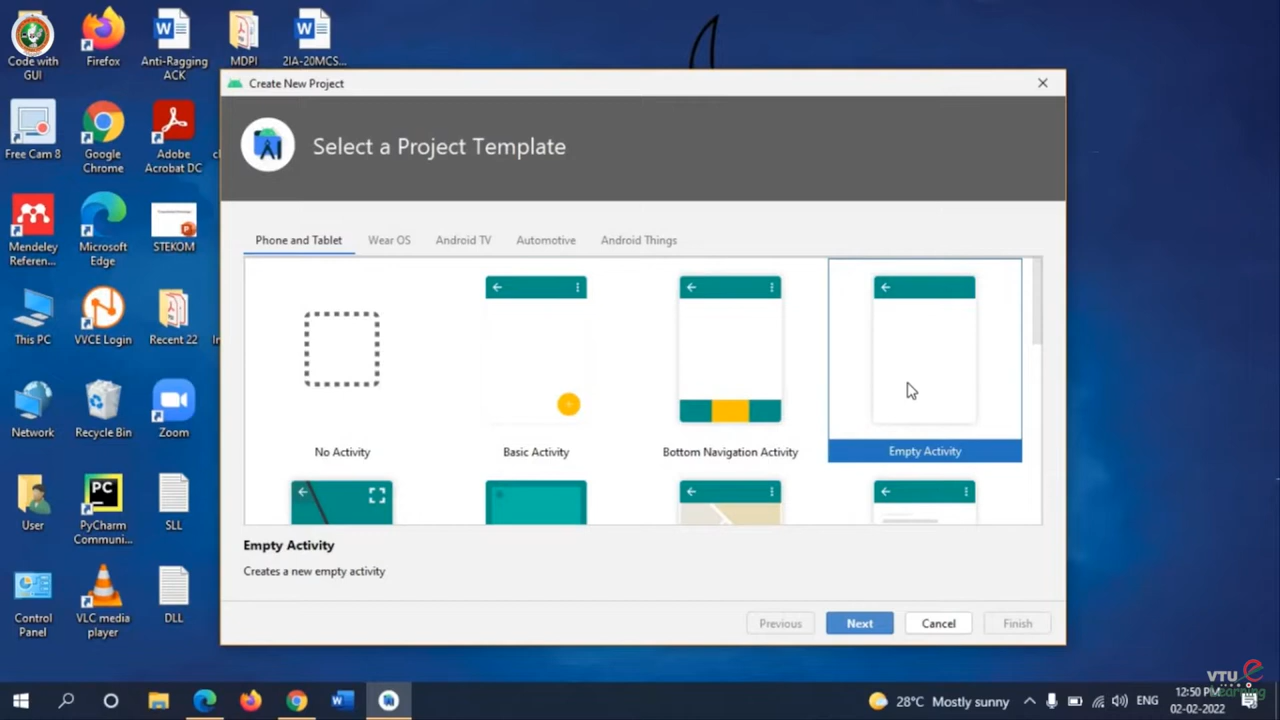 Code with
GUI
Firefox
Anti-Ragging
ACK
MDPI
2IA-20MCS...
Free Cam 8
Google
Chrome
Adobe
Acrobat DC
Mendeley
Referen...
Microsoft
Edge
STEKOM
This PC
VVCE Login
Recent 22
Network
Recycle Bin
Zoom
User
PC
PyCharm
Communi...
SLL
Control
Panel
VLC media
player
DLL
Create New Project
Select a Project Template
Phone and Tablet
Wear OS
Android TV
Automotive
Android Things
No Activity
Basic Activity
Bottom Navigation Activity
Empty Activity
Empty Activity
Creates a new empty activity
Previous
Next
Cancel
Finish
VTU e
Learning
28°C Mostly sunny
ENG
12:50 PM
02-02-2022